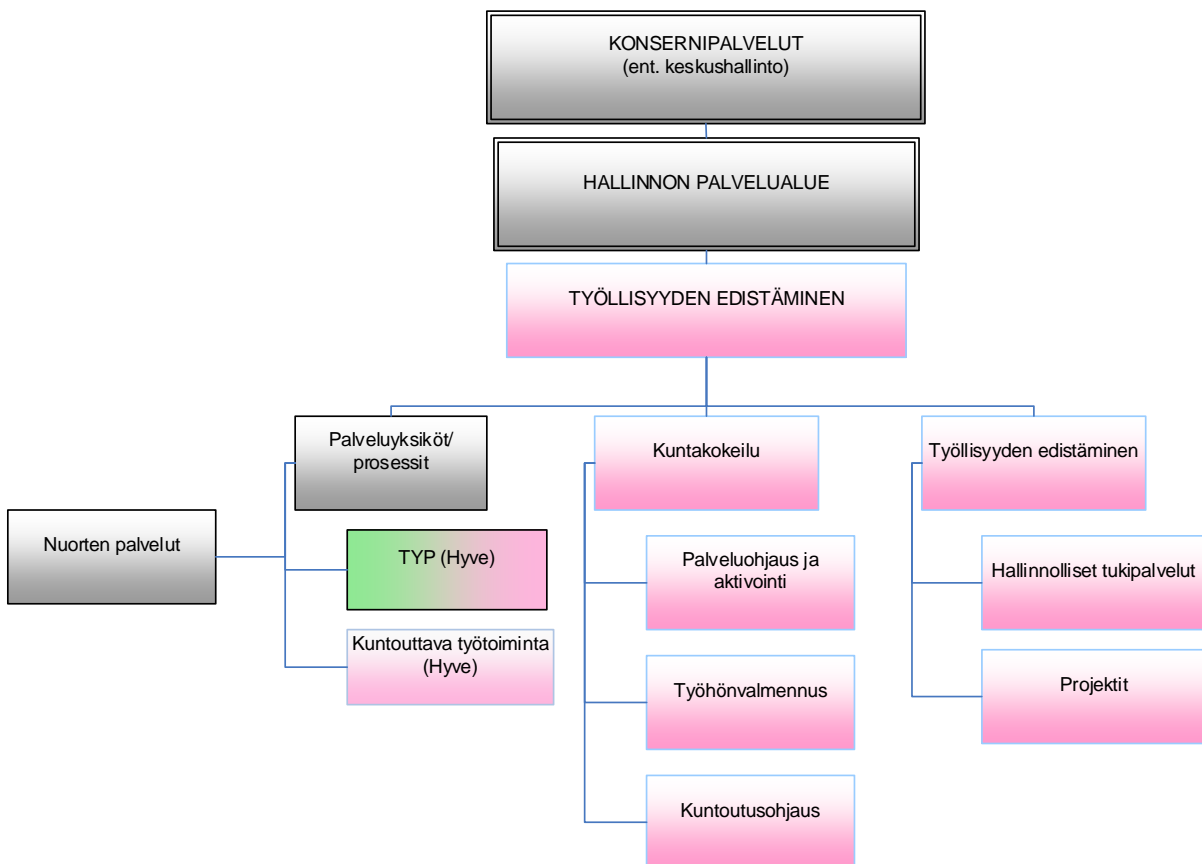 KONSERNIPALVELUT
(ent. keskushallinto)
HALLINNON PALVELUALUE
TYÖLLISYYDEN EDISTÄMINEN
Palveluyksiköt/
prosessit
Kuntakokeilu
Työllisyyden edistäminen
Nuorten palvelut
TYP (Hyve)
Palveluohjaus ja
aktivointi
Hallinnolliset tukipalvelut
Kuntouttava työtoiminta
(Hyve)
Työhönvalmennus
Projektit
Kuntoutusohjaus